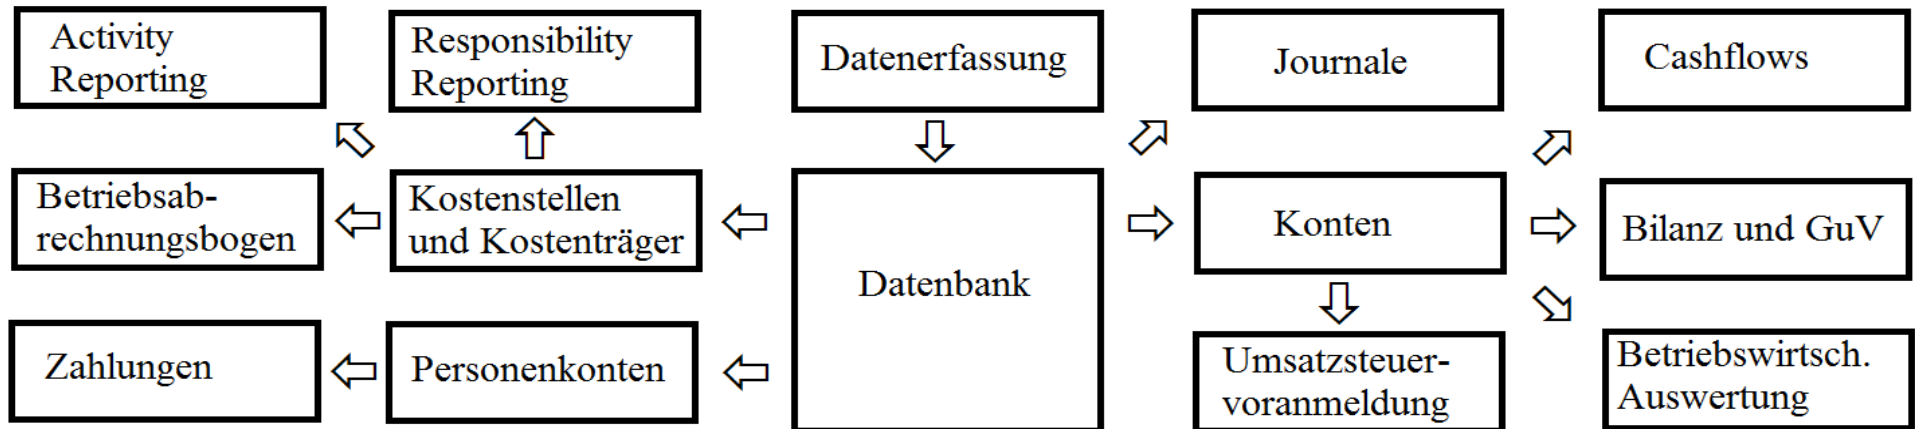 Activity
Reporting
Responsibility
Reporting
Datenerfassung
Journale
Cashflows
Betriebsab-
rechnungsbogen
Kostenstellen
und Kostenträger
Datenbank
Konten
Bilanz und GuV
Zahlungen
Personenkonten
Umsatzsteuer-
voranmeldung
Betriebswirtsch.
Auswertung